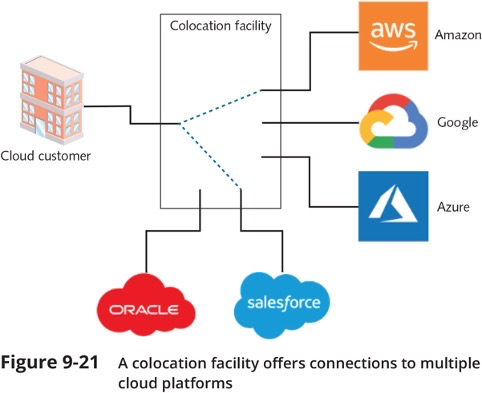 Colocation facility
aws
Amazon
Google
Cloud customer
Azure
ORACLE
salesforce
Figure 9-21 A colocation facility offers connections to multiple
cloud platforms